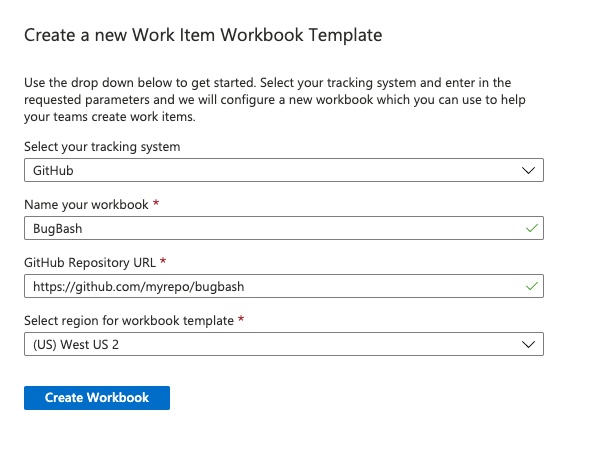 Create a new Work Item Workbook Template
Use the drop down below to get started. Select your tracking system and enter in the
requested parameters and we will configure a new workbook which you can use to help
your teams create work items.
Select your tracking system
GitHub
Name your workbook *
BugBash
GitHub Repository URL *
https://github.com/myrepo/bugbash
Select region for workbook template *
(US) West US 2
Create Workbook